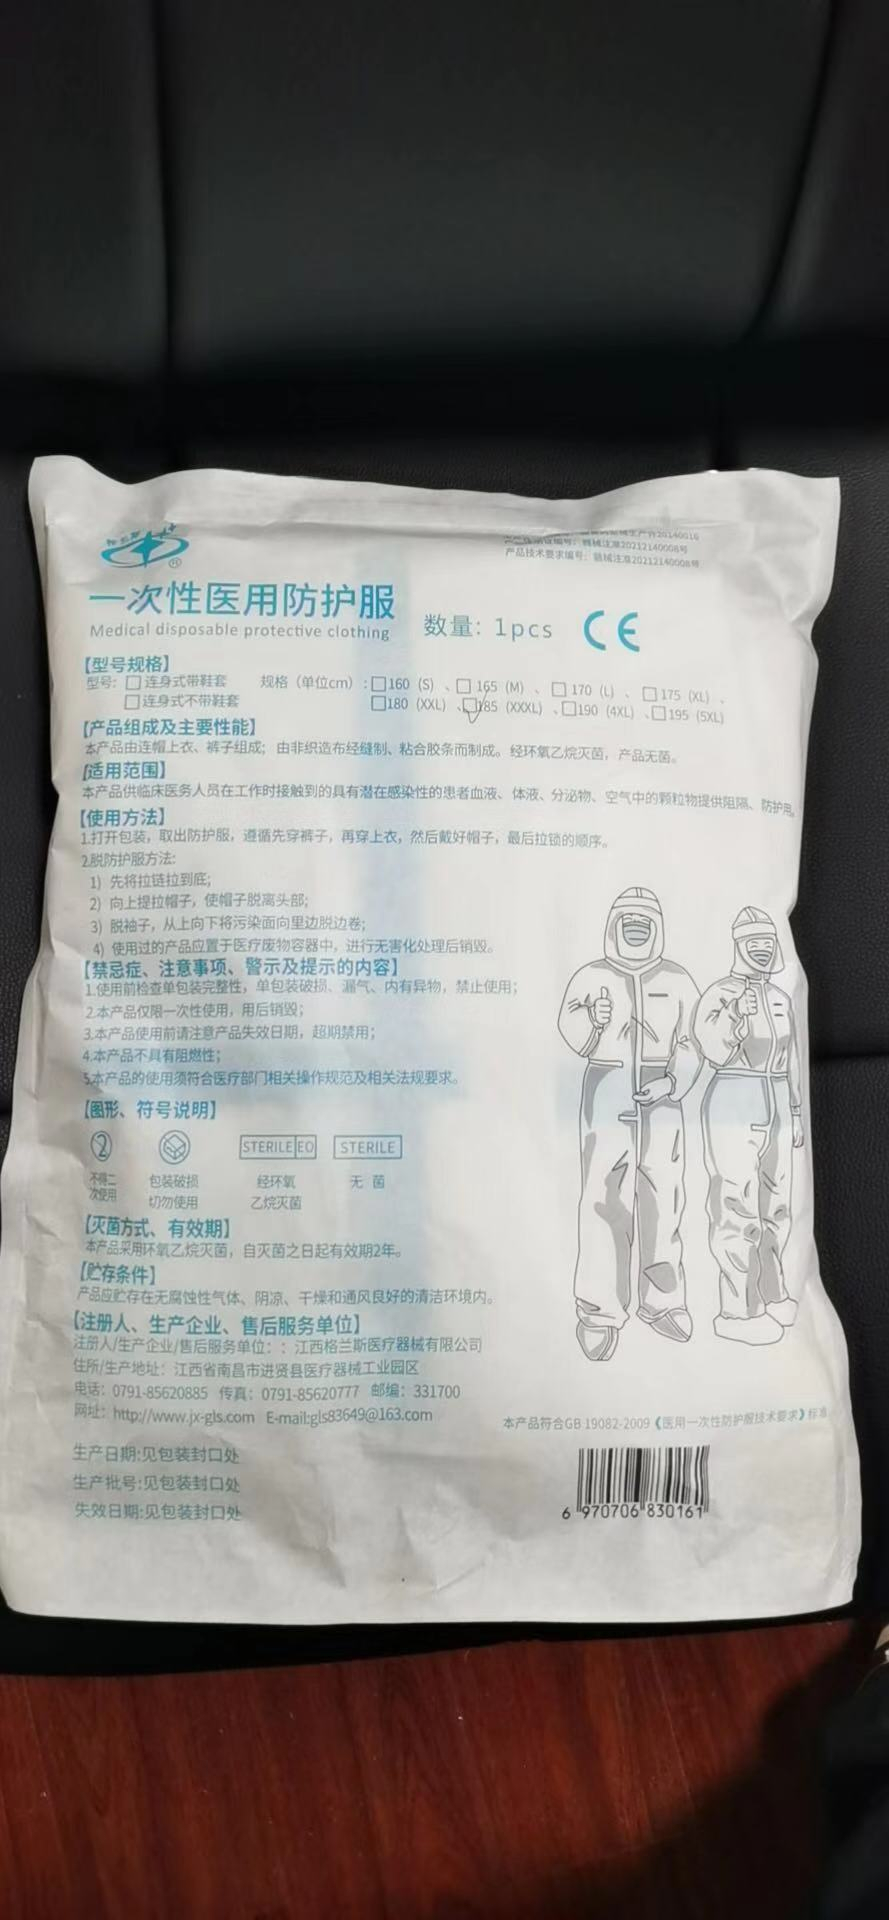 格兰斯
®
产品技术要求编号：赣械注准20212140008号
一次性医用防护服
Medical disposable protective clothing
数量: 1pcs
CE
【型号规格】
型号: □ 连身式带鞋套 规格（单位cm）: □160 (S) 、□ 165 (M) 、 □ 170 (L) 、 □ 175 (XL) 、
□ 连身式不带鞋套 □180 (XXL) 、□185 (XXXL) 、□190 (4XL) 、□195 (5XL)
【产品组成及主要性能】
本产品由连帽上衣、裤子组成；由非织造布经缝制、粘合胶条而制成。经环氧乙烷灭菌，产品无菌。
【适用范围】
本产品供临床医务人员在工作时接触到的具有潜在感染性的患者血液、体液、分泌物、空气中的颗粒物提供阻隔、防护用。
【使用方法】
1.打开包装，取出防护服，遵循先穿裤子，再穿上衣，然后戴好帽子，最后拉锁的顺序。
2.脱防护服方法:
1) 先将拉链拉到底;
2) 向上提拉帽子，使帽子脱离头部;
3) 脱袖子，从上向下将污染面向里边脱边卷;
4) 使用过的产品应置于医疗废物容器中，进行无害化处理后销毁。
【禁忌症、注意事项、警示及提示的内容】
1.使用前检查单包装完整性，单包装破损、漏气、内有异物，禁止使用；
2.本产品仅限一次性使用，用后销毁；
3.本产品使用前请注意产品失效日期，超期禁用；
4.本产品不具有阻燃性；
5.本产品的使用须符合医疗部门相关操作规范及相关法规要求。
【图形、符号说明】
2 STERILE EO STERILE
不得二次使用 包装破损切勿使用 经环氧乙烷灭菌 无 菌
【灭菌方式、有效期】
本产品采用环氧乙烷灭菌，自灭菌之日起有效期2年。
【贮存条件】
产品应贮存在无腐蚀性气体、阴凉、干燥和通风良好的清洁环境内。
【注册人、生产企业、售后服务单位】
注册人/生产企业/售后服务单位：：江西格兰斯医疗器械有限公司
住所/生产地址：江西省南昌市进贤县医疗器械工业园区
电话：0791-85620885 传真：0791-85620777 邮编：331700
网址：http://www.jx-gls.com E-mail:gls83649@163.com
本产品符合GB 19082-2009《医用一次性防护服技术要求》标准
生产日期:见包装封口处
生产批号:见包装封口处
失效日期:见包装封口处
6 970706 830161